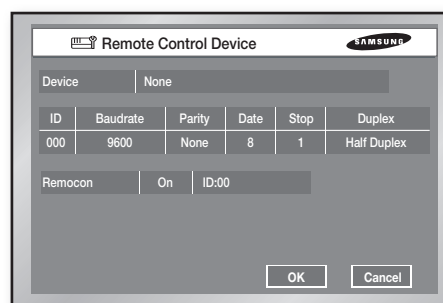 Remote Control Device SAMSUNG
Device None
ID Baudrate Parity Date Stop Duplex
000 9600 None 8 1 Half Duplex
Remocon On ID:00
OK Cancel